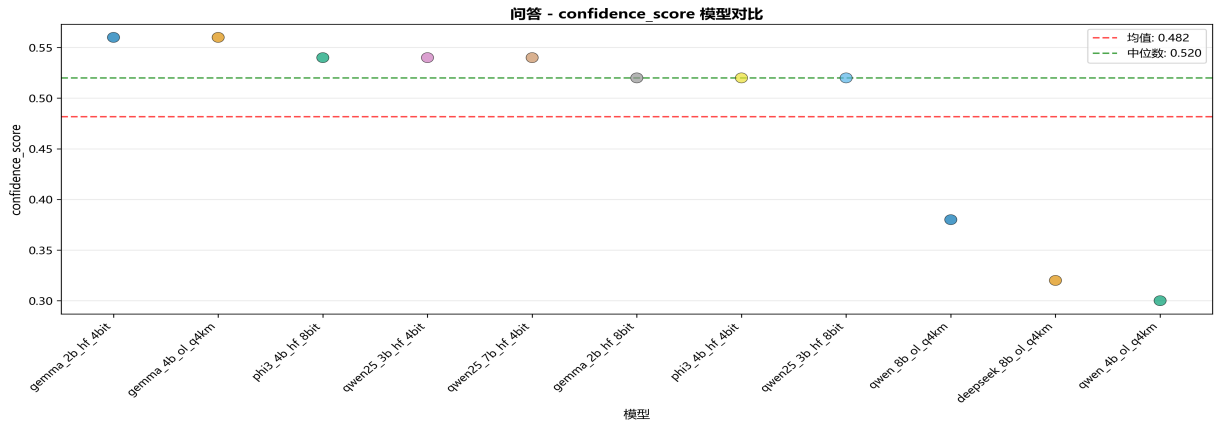 问答 - confidence_score 模型对比
均值: 0.482
中位数: 0.520
confidence_score
0.55
0.50
0.45
0.40
0.35
0.30
gemma_2b_hf_4bit
gemma_4b_ol_q4km
phi3_4b_hf_8bit
qwen25_3b_hf_4bit
qwen25_7b_hf_4bit
gemma_2b_hf_8bit
phi3_4b_hf_4bit
qwen25_3b_hf_8bit
qwen_8b_ol_q4km
deepseek_8b_ol_q4km
qwen_4b_ol_q4km
模型